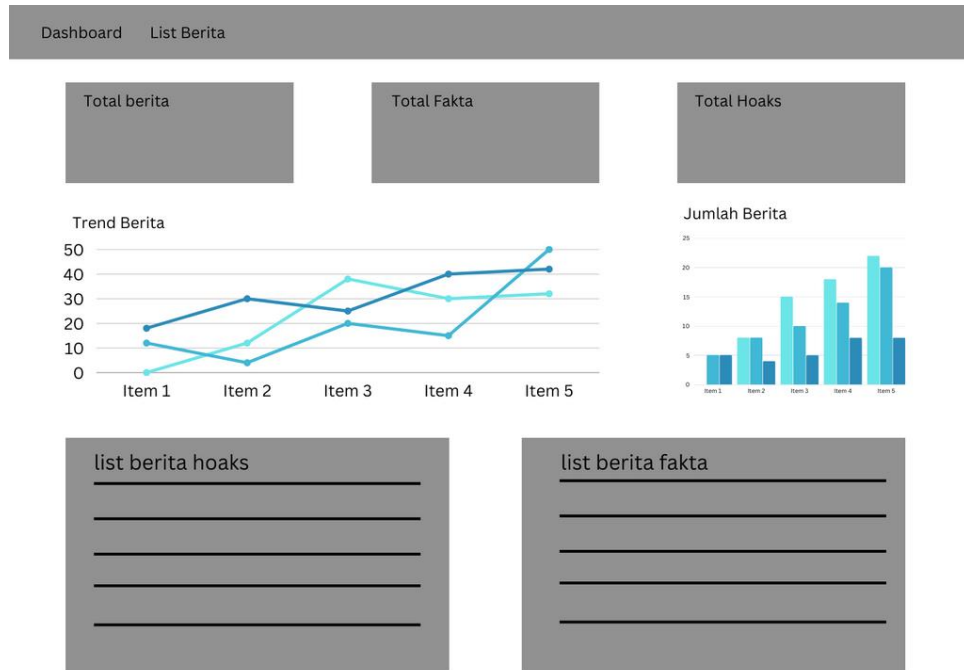 Dashboard List Berita
Total berita
Total Fakta
Total Hoaks
Trend Berita
50
40
30
20
10
0
Item 1 Item 2 Item 3 Item 4 Item 5
Jumlah Berita
25
20
15
10
5
0
Item 1 Item 2 Item 3 Item 4 Item 5
list berita hoaks
list berita fakta